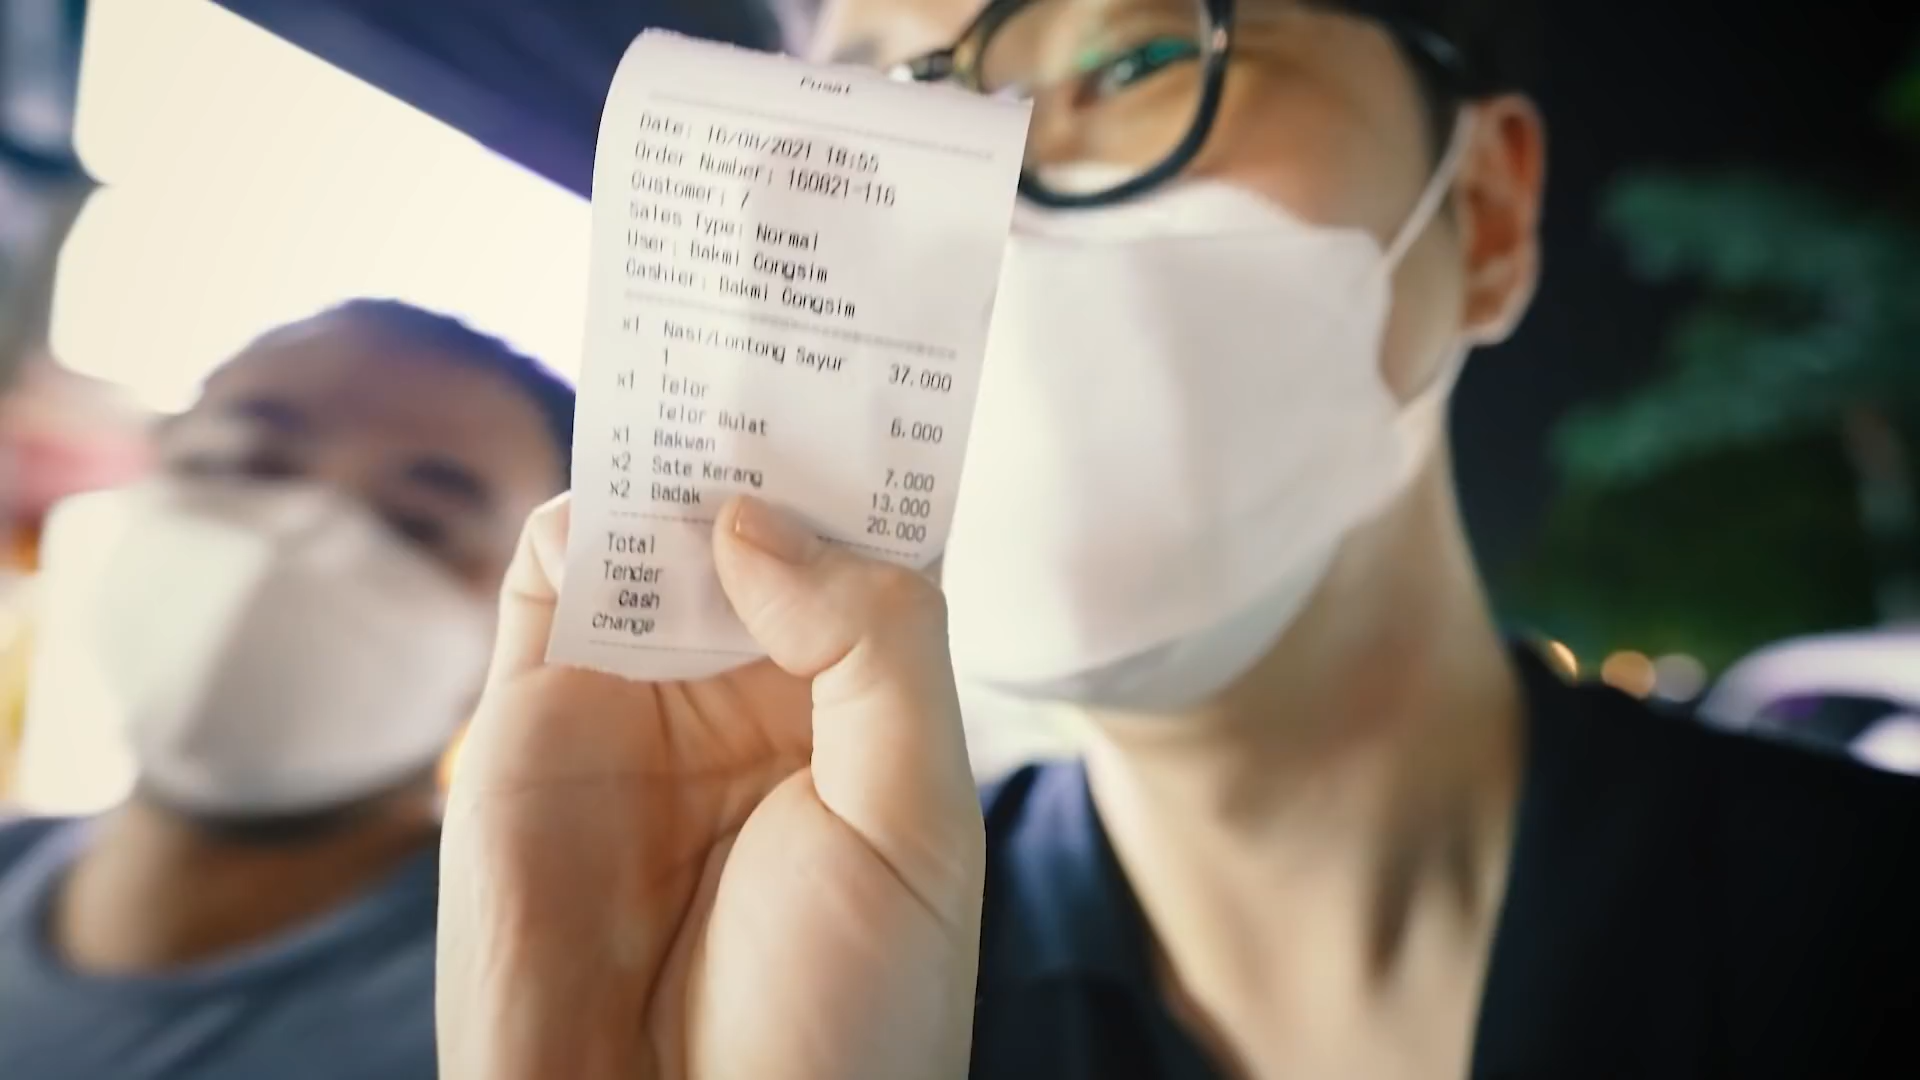 Pusat
Date: 16/08/2021 18:55
Order Number: 160821-116
Customer: 7
Sales Type: Normal
User: Bakmi Gongsim
Cashier: Bakmi Gongsim
x1 Nasi/Lontong Sayur 37.000
1
x1 Telor 6.000
Telor Bulat
x1 Bakwan 7.000
x2 Sate Kerang 13.000
x2 Badak 20.000
Total
Tender
Cash
Change